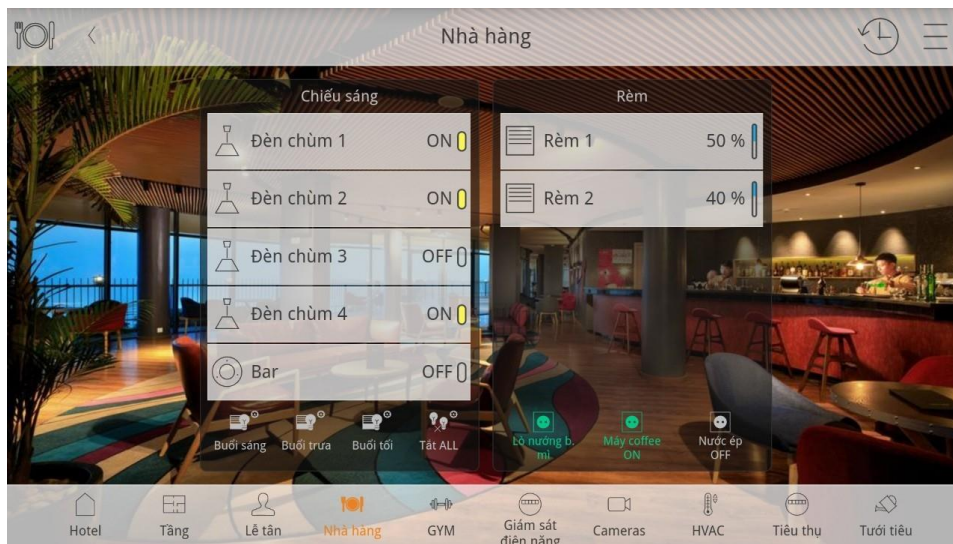 Nhà hàng
Chiếu sáng
Đèn chùm 1 ON
Đèn chùm 2 ON
Đèn chùm 3 OFF
Đèn chùm 4 ON
Bar OFF
Buổi sáng
Buổi trưa
Buổi tối
Tắt ALL
Rèm
Rèm 1 50 %
Rèm 2 40 %
Lò nướng b.
mì
Máy coffee
ON
Nước ép
OFF
Hotel
Tầng
Lễ tân
Nhà hàng
GYM
Giám sát
điện năng
Cameras
HVAC
Tiêu thụ
Tưới tiêu